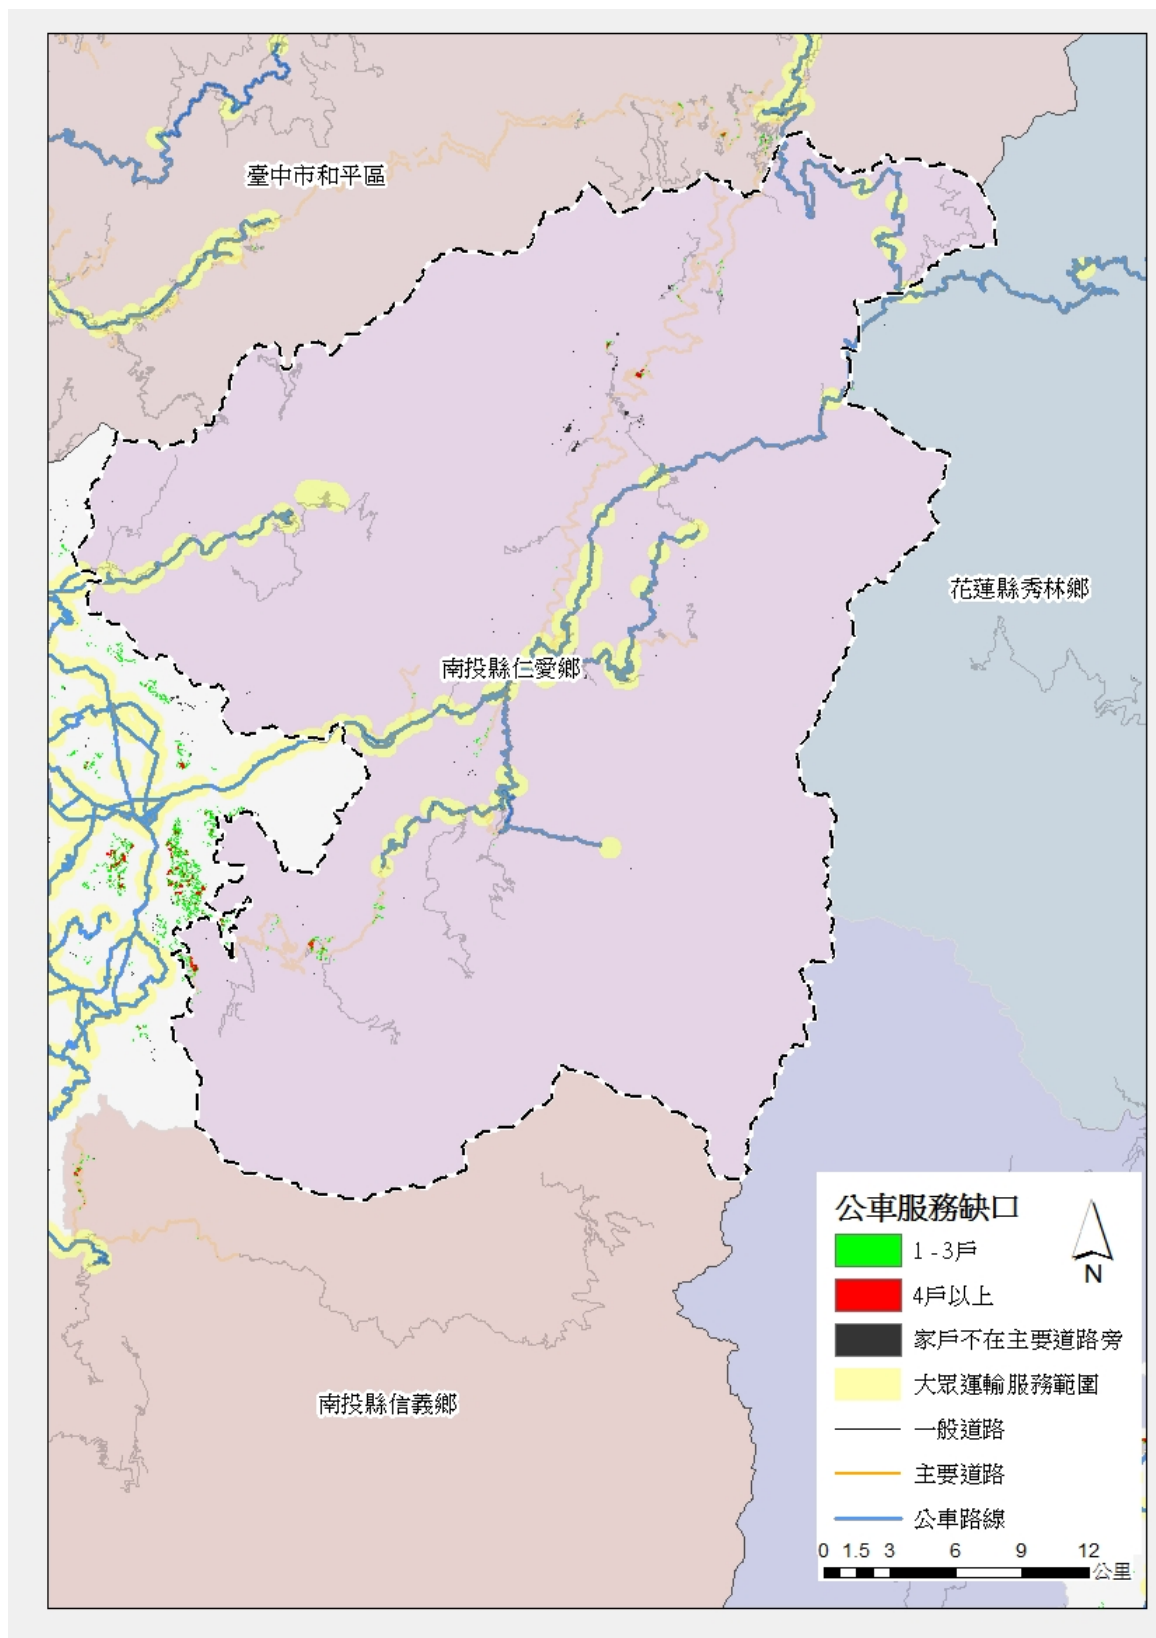 臺中市和平區
花蓮縣秀林鄉
南投縣仁愛鄉
南投縣信義鄉
公車服務缺口
1 - 3戶
4戶以上
家戶不在主要道路旁
大眾運輸服務範圍
一般道路
主要道路
公車路線
N
0 1.5 3 6 9 12
公里